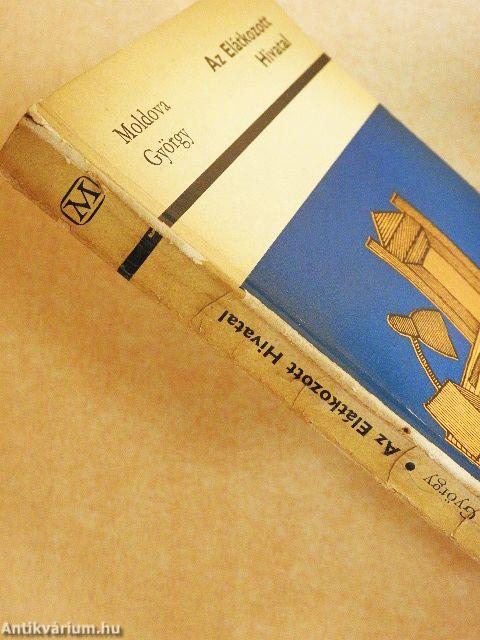 Moldova
György
Az Elátkozott
Hivatal
M
Az Elátkozott Hivatal • György
Antikvárium.hu